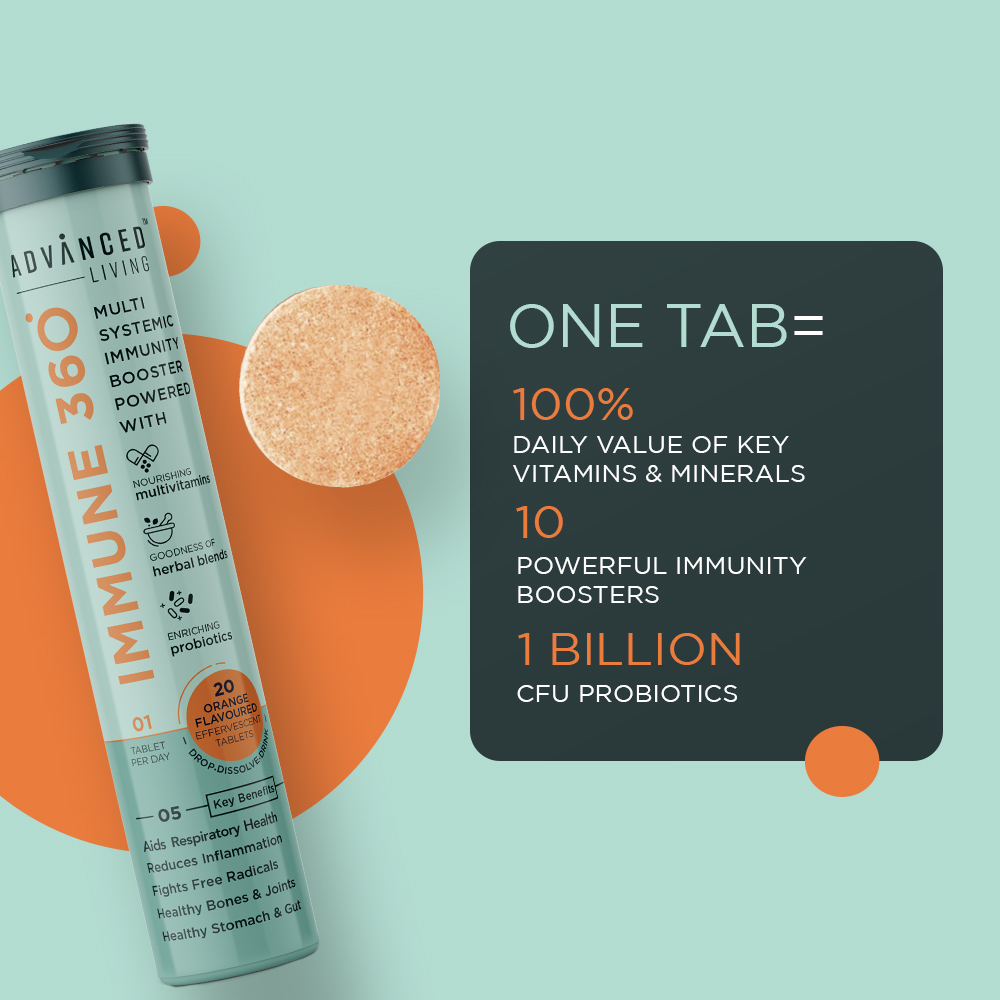 ADVANCED™
LIVING
IMMUNE 360
MULTI
SYSTEMIC
IMMUNITY
BOOSTER
POWERED
WITH
NOURISHING
multivitamins
GOODNESS OF
herbal blends
ENRICHING
probiotics
01
TABLET
PER DAY
20
ORANGE
FLAVOURED
EFFERVESCENT
TABLETS
DROP-DISSOLVE-DRINK
05 Key Benefits
Aids Respiratory Health
Reduces Inflammation
Fights Free Radicals
Healthy Bones & Joints
Healthy Stomach & Gut
ONE TAB=
100%
DAILY VALUE OF KEY
VITAMINS & MINERALS
10
POWERFUL IMMUNITY
BOOSTERS
1 BILLION
CFU PROBIOTICS